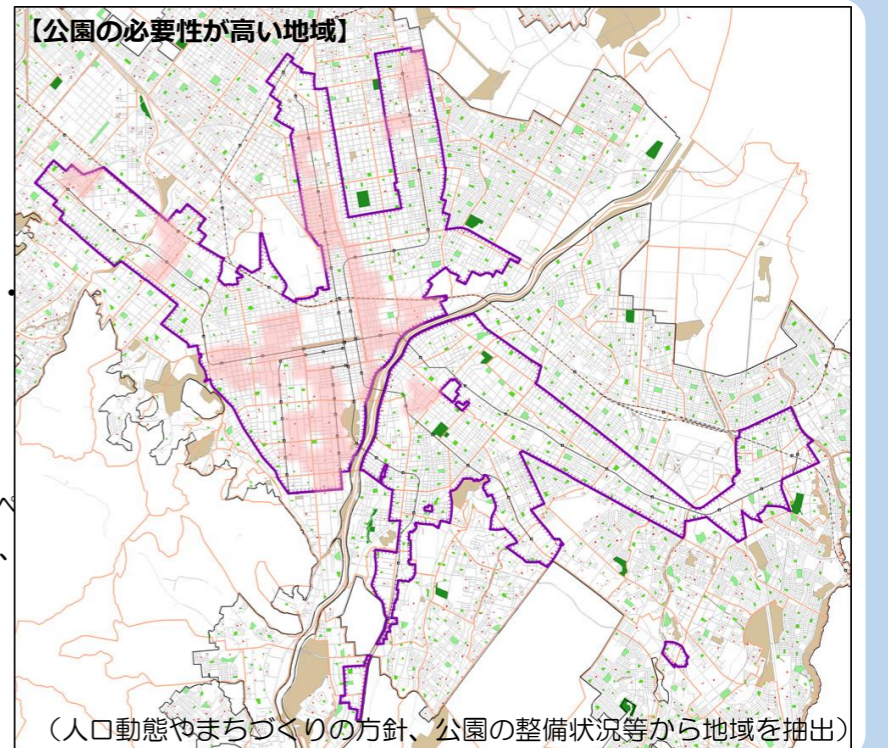 【公園の必要性が高い地域】
ペ
、
（人口動態やまちづくりの方針、公園の整備状況等から地域を抽出）